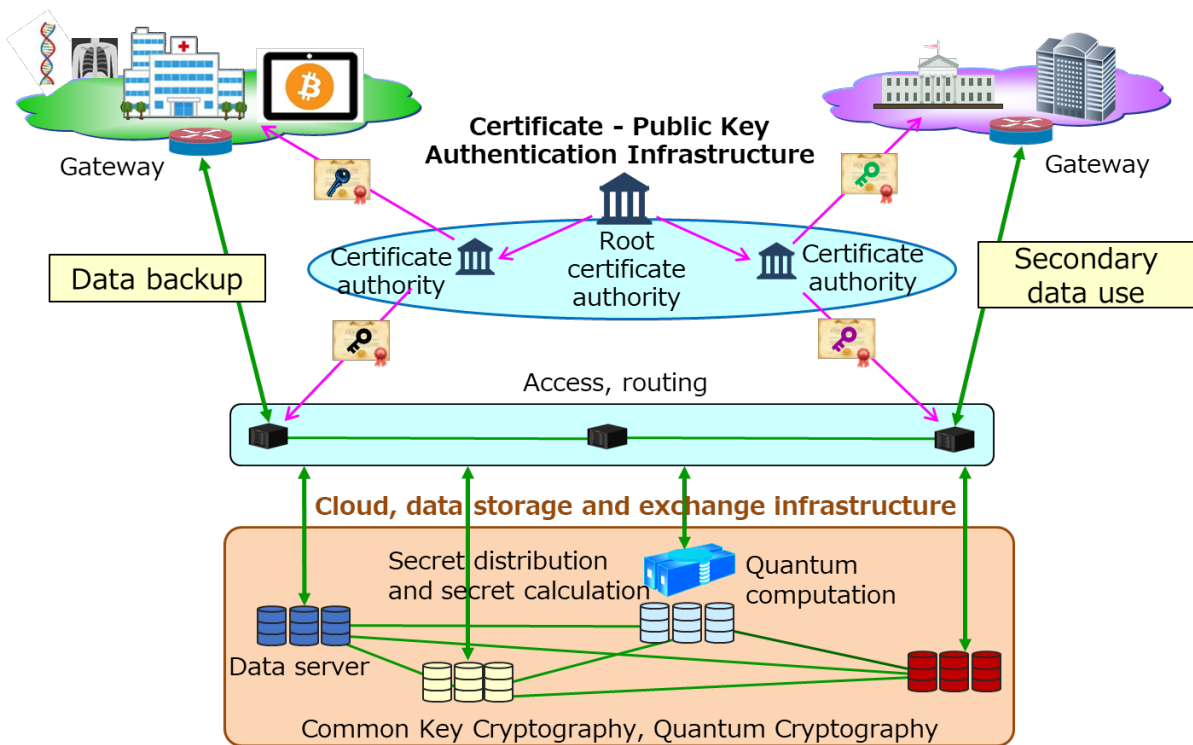 Certificate - Public Key
Authentication Infrastructure
Gateway
Gateway
Data backup
Certificate
authority
Root
certificate
authority
Certificate
authority
Secondary
data use
Access, routing
Cloud, data storage and exchange infrastructure
Secret distribution
and secret calculation
Quantum
computation
Data server
Common Key Cryptography, Quantum Cryptography